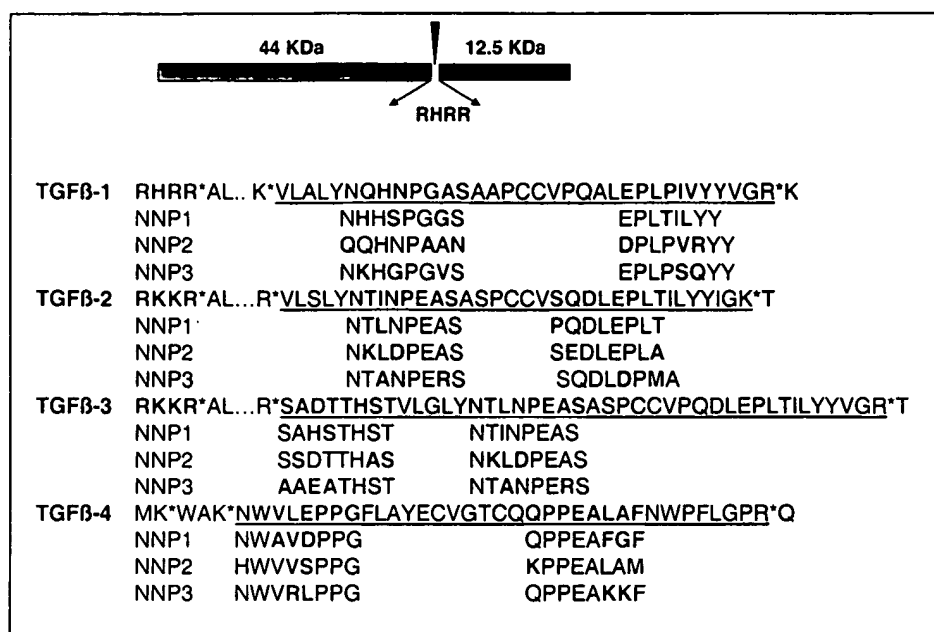 44 KDa 12.5 KDa
RHRR
TGFß-1 RHRR*AL.. K*VLALYNQHNPGASAAPCCVPQALEPLPIVYYVGR*K
NNP1 NHHSPGGS EPLTILYY
NNP2 QQHNPAAN DPLPVRYY
NNP3 NKHGPGVS EPLPSQYY
TGFß-2 RKKR*AL...R*VLSLYNTINPEASASPCCVSQDLEPLTILYYIGK*T
NNP1 NTLNPEAS PQDLEPLT
NNP2 NKLDPEAS SEDLEPLA
NNP3 NTANPERS SQDLDPMA
TGFß-3 RKKR*AL...R*SADTTHSTVLGLYNTLNPEASASPCCVPQDLEPLTILYYVGR*T
NNP1 SAHSTHST NTINPEAS
NNP2 SSDTTHAS NKLDPEAS
NNP3 AAEATHST NTANPERS
TGFß-4 MK*WAK*NWVLEPPGFLAYECVGTCQQPPEALAFNWPFLGPR*Q
NNP1 NWAVDPPG QPPEAFGF
NNP2 HWVVSPPG KPPEALAM
NNP3 NWVRLPPG QPPEAKKF